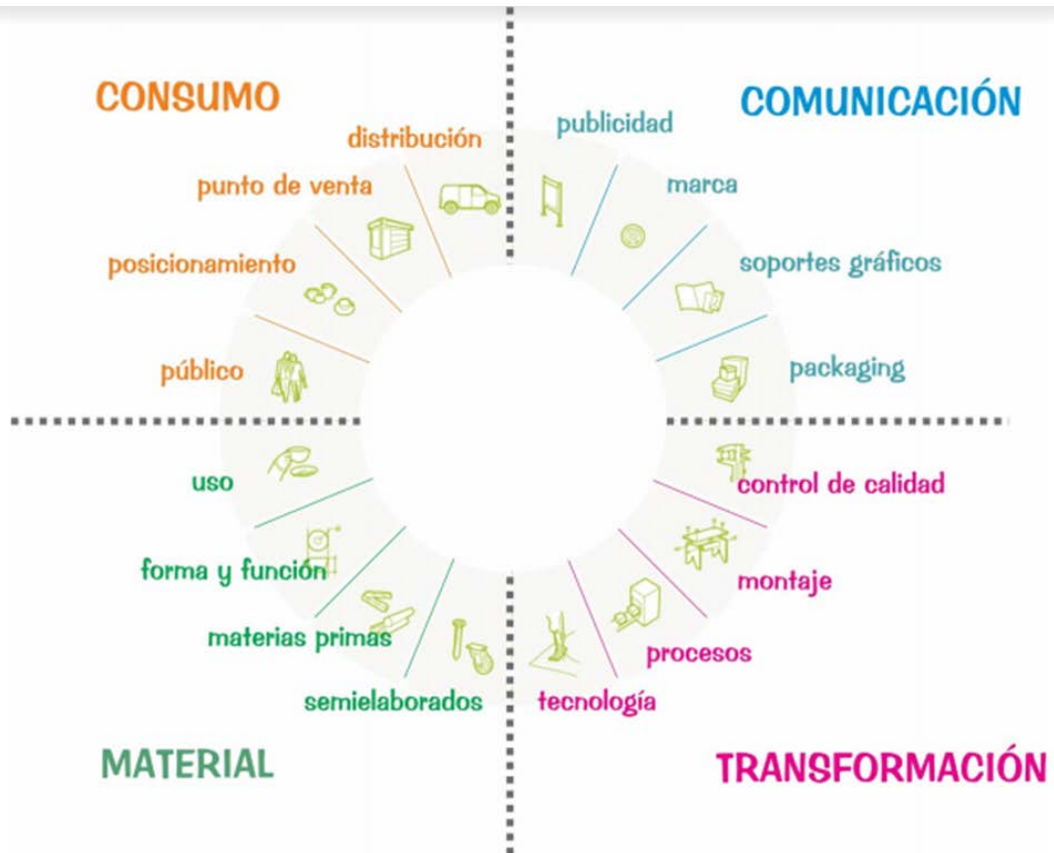 CONSUMO
distribución
punto de venta
posicionamiento
público
COMUNICACIÓN
publicidad
marca
soportes gráficos
packaging
uso
forma y función
materias primas
semielaborados
MATERIAL
control de calidad
montaje
procesos
tecnología
TRANSFORMACIÓN